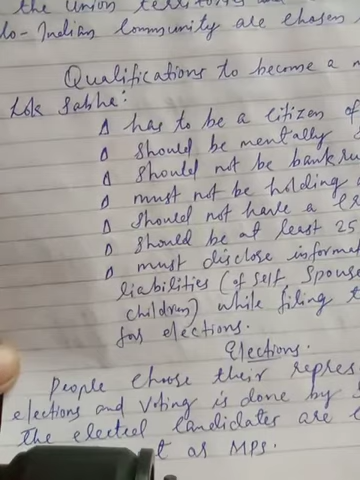 the union territories
lo-Indian Community are chosen
Qualifications to become a
Lok Sabha:
has to be a citizen of
should be mentally
should not be bankru
must not be holding
should not have a
should be at least 25
must disclose informat
liabilities (of self, spouse
children) while filing
for elections.
Elections.
People choose their repres
elections and voting is done by
the elected candidates are
as MPs.